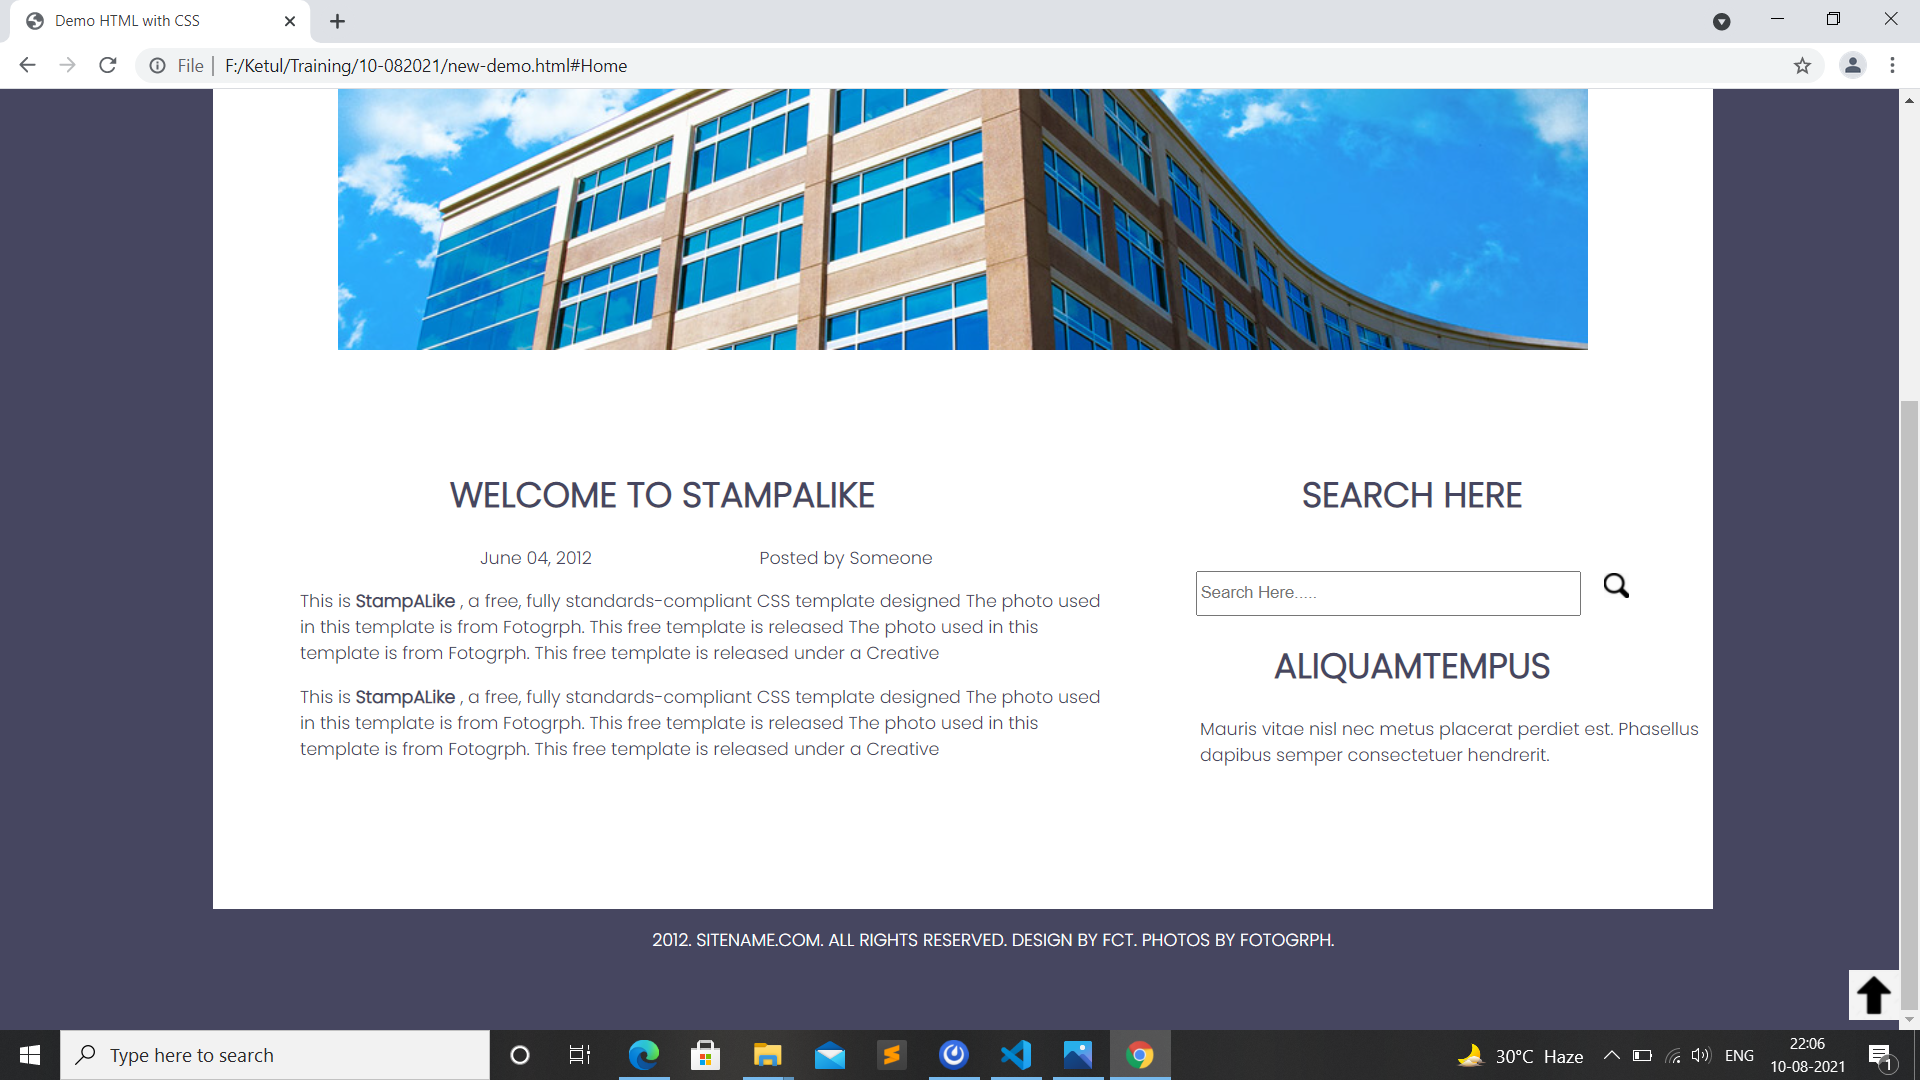 Demo HTML with CSS
File | F:/Ketul/Training/10-082021/new-demo.html#Home
WELCOME TO STAMPALIKE
June 04, 2012 Posted by Someone
This is StampALike , a free, fully standards-compliant CSS template designed The photo used
in this template is from Fotogrph. This free template is released The photo used in this
template is from Fotogrph. This free template is released under a Creative
This is StampALike , a free, fully standards-compliant CSS template designed The photo used
in this template is from Fotogrph. This free template is released The photo used in this
template is from Fotogrph. This free template is released under a Creative
SEARCH HERE
Search Here.....
ALIQUAMTEMPUS
Mauris vitae nisl nec metus placerat perdiet est. Phasellus
dapibus semper consectetuer hendrerit.
2012. SITENAME.COM. ALL RIGHTS RESERVED. DESIGN BY FCT. PHOTOS BY FOTOGRPH.
Type here to search
30°C Haze
ENG
22:06
10-08-2021
1